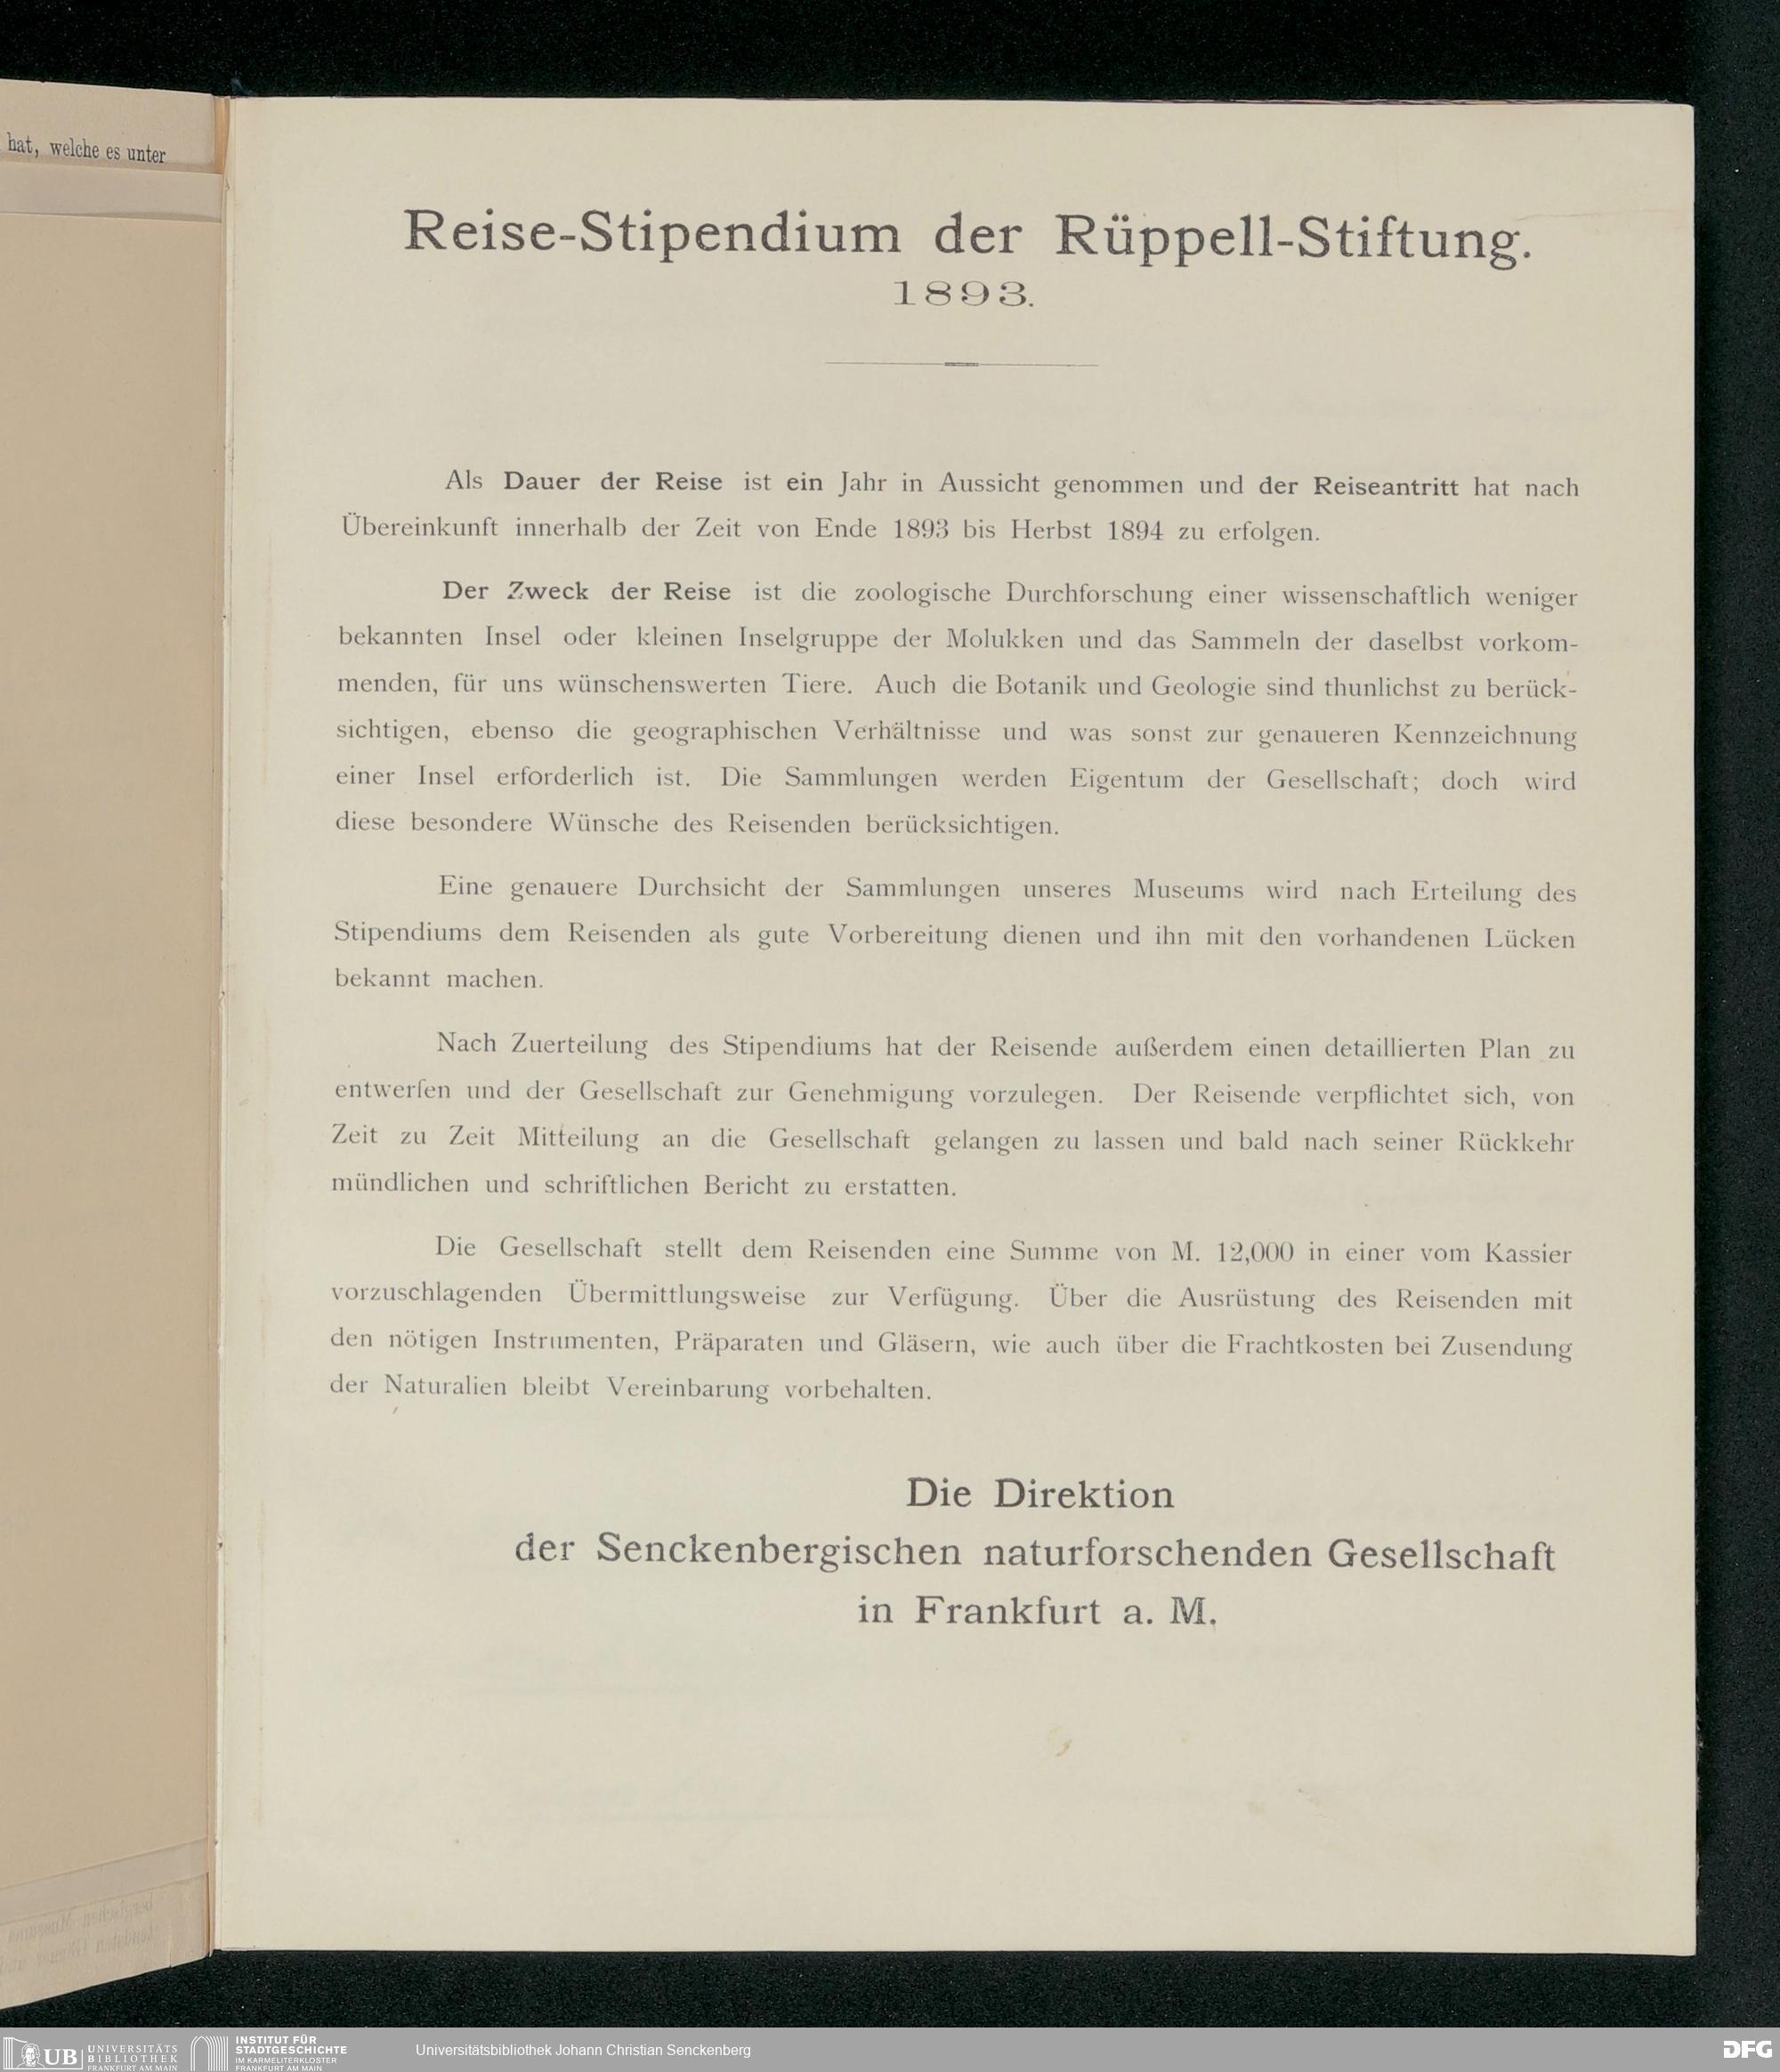 hat, welche es unter
Reise-Stipendium der Rüppell-Stiftung.
1893.
Als Dauer der Reise ist ein Jahr in Aussicht genommen und der Reiseantritt hat nach
Übereinkunft innerhalb der Zeit von Ende 1893 bis Herbst 1894 zu erfolgen.
Der Zweck der Reise ist die zoologische Durchforschung einer wissenschaftlich weniger
bekannten Insel oder kleinen Inselgruppe der Molukken und das Sammeln der daselbst vorkom-
menden, für uns wünschenswerten Tiere. Auch die Botanik und Geologie sind thunlichst zu berück-
sichtigen, ebenso die geographischen Verhältnisse und was sonst zur genaueren Kennzeichnung
einer Insel erforderlich ist. Die Sammlungen werden Eigentum der Gesellschaft; doch wird
diese besondere Wünsche des Reisenden berücksichtigen.
Eine genauere Durchsicht der Sammlungen unseres Museums wird nach Erteilung des
Stipendiums dem Reisenden als gute Vorbereitung dienen und ihn mit den vorhandenen Lücken
bekannt machen.
Nach Zuerteilung des Stipendiums hat der Reisende außerdem einen detaillierten Plan zu
entwerfen und der Gesellschaft zur Genehmigung vorzulegen. Der Reisende verpflichtet sich, von
Zeit zu Zeit Mitteilung an die Gesellschaft gelangen zu lassen und bald nach seiner Rückkehr
mündlichen und schriftlichen Bericht zu erstatten.
Die Gesellschaft stellt dem Reisenden eine Summe von M. 12,000 in einer vom Kassier
vorzuschlagenden Übermittlungsweise zur Verfügung. Über die Ausrüstung des Reisenden mit
den nötigen Instrumenten, Präparaten und Gläsern, wie auch über die Frachtkosten bei Zusendung
der Naturalien bleibt Vereinbarung vorbehalten.
Die Direktion
der Senckenbergischen naturforschenden Gesellschaft
in Frankfurt a. M.
UB UNIVERSITÄTS
BIBLIOTHEK
FRANKFURT AM MAIN
INSTITUT FÜR
STADTGESCHICHTE
IM KARMELITERKLOSTER
FRANKFURT AM MAIN
Universitätsbibliothek Johann Christian Senckenberg
DFG